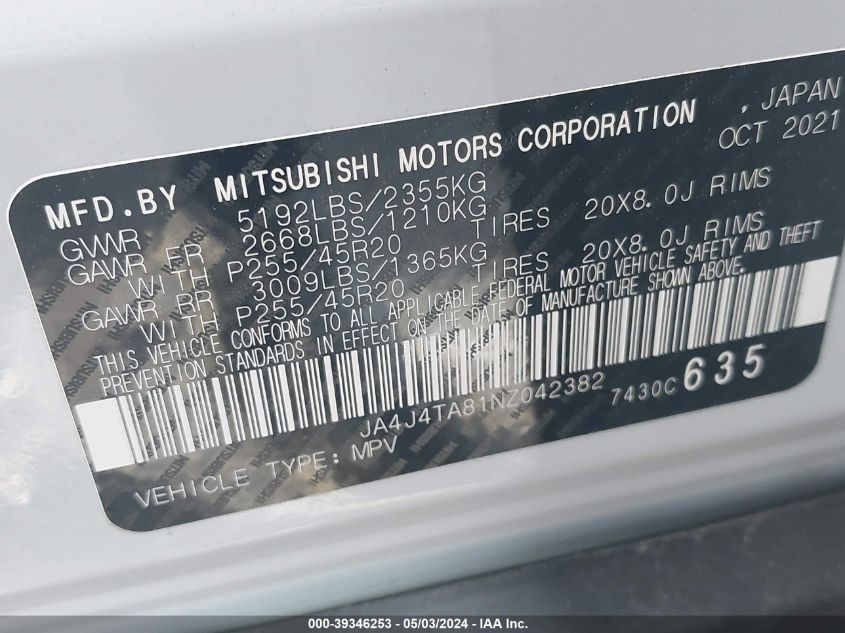 MFD.BY MITSUBISHI MOTORS CORPORATION , JAPAN
OCT 2021
GVWR 5192LBS/2355KG
GAWR FR 2668LBS/1210KG
WITH P255/45R20 TIRES 20X8.0J RIMS
GAWR RR 3009LBS/1365KG
WITH P255/45R20 TIRES 20X8.0J RIMS
THIS VEHICLE CONFORMS TO ALL APPLICABLE FEDERAL MOTOR VEHICLE SAFETY AND THEFT
PREVENTION STANDARDS IN EFFECT ON THE DATE OF MANUFACTURE SHOWN ABOVE.
JA4J4TA81NZ042382 7430C 635
VEHICLE TYPE: MPV
000-39346253 - 05/03/2024 - IAA Inc.